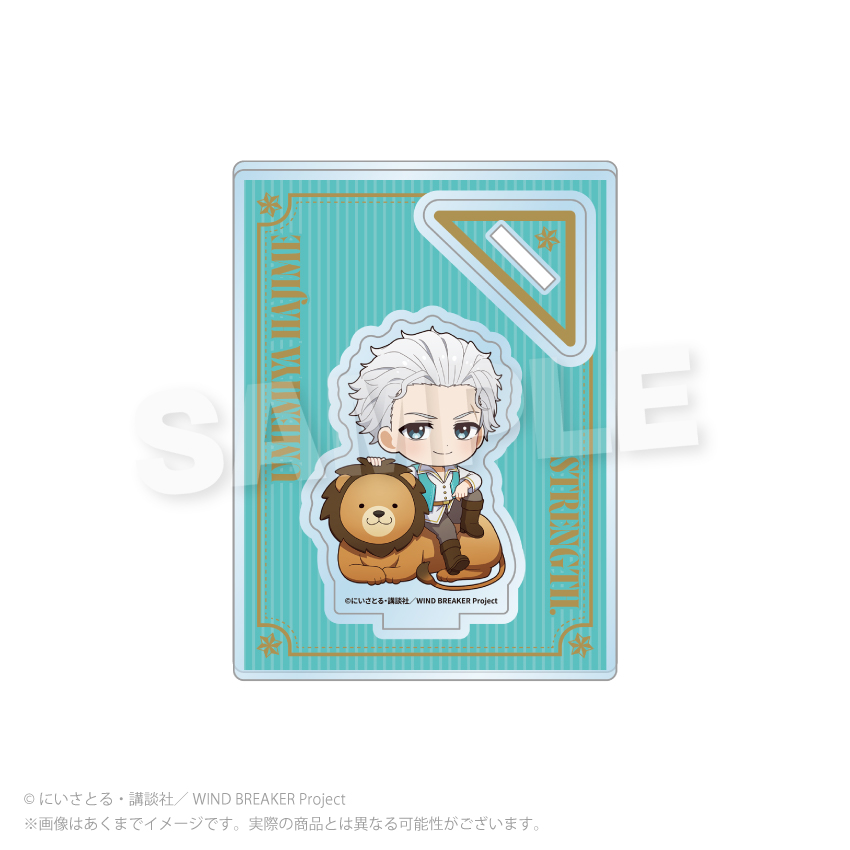 UMEMIYA HAJIME
STRENGTH.
SAMPLE
©にいさとる・講談社／WIND BREAKER Project
© にいさとる・講談社／ WIND BREAKER Project
※画像はあくまでイメージです。実際の商品とは異なる可能性がございます。